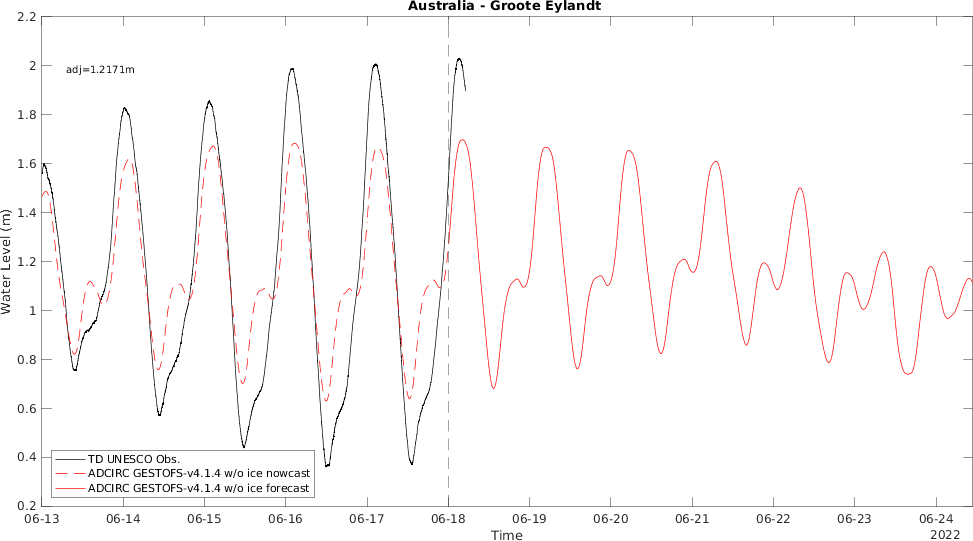 Australia - Groote Eylandt
2.2
2
1.8
1.6
1.4
1.2
1
0.8
0.6
0.4
0.2
Water Level (m)
adj=1.2171m
TD UNESCO Obs.
ADCIRC GESTOFS-v4.1.4 w/o ice nowcast
ADCIRC GESTOFS-v4.1.4 w/o ice forecast
06-13 06-14 06-15 06-16 06-17 06-18 06-19 06-20 06-21 06-22 06-23 06-24
2022
Time